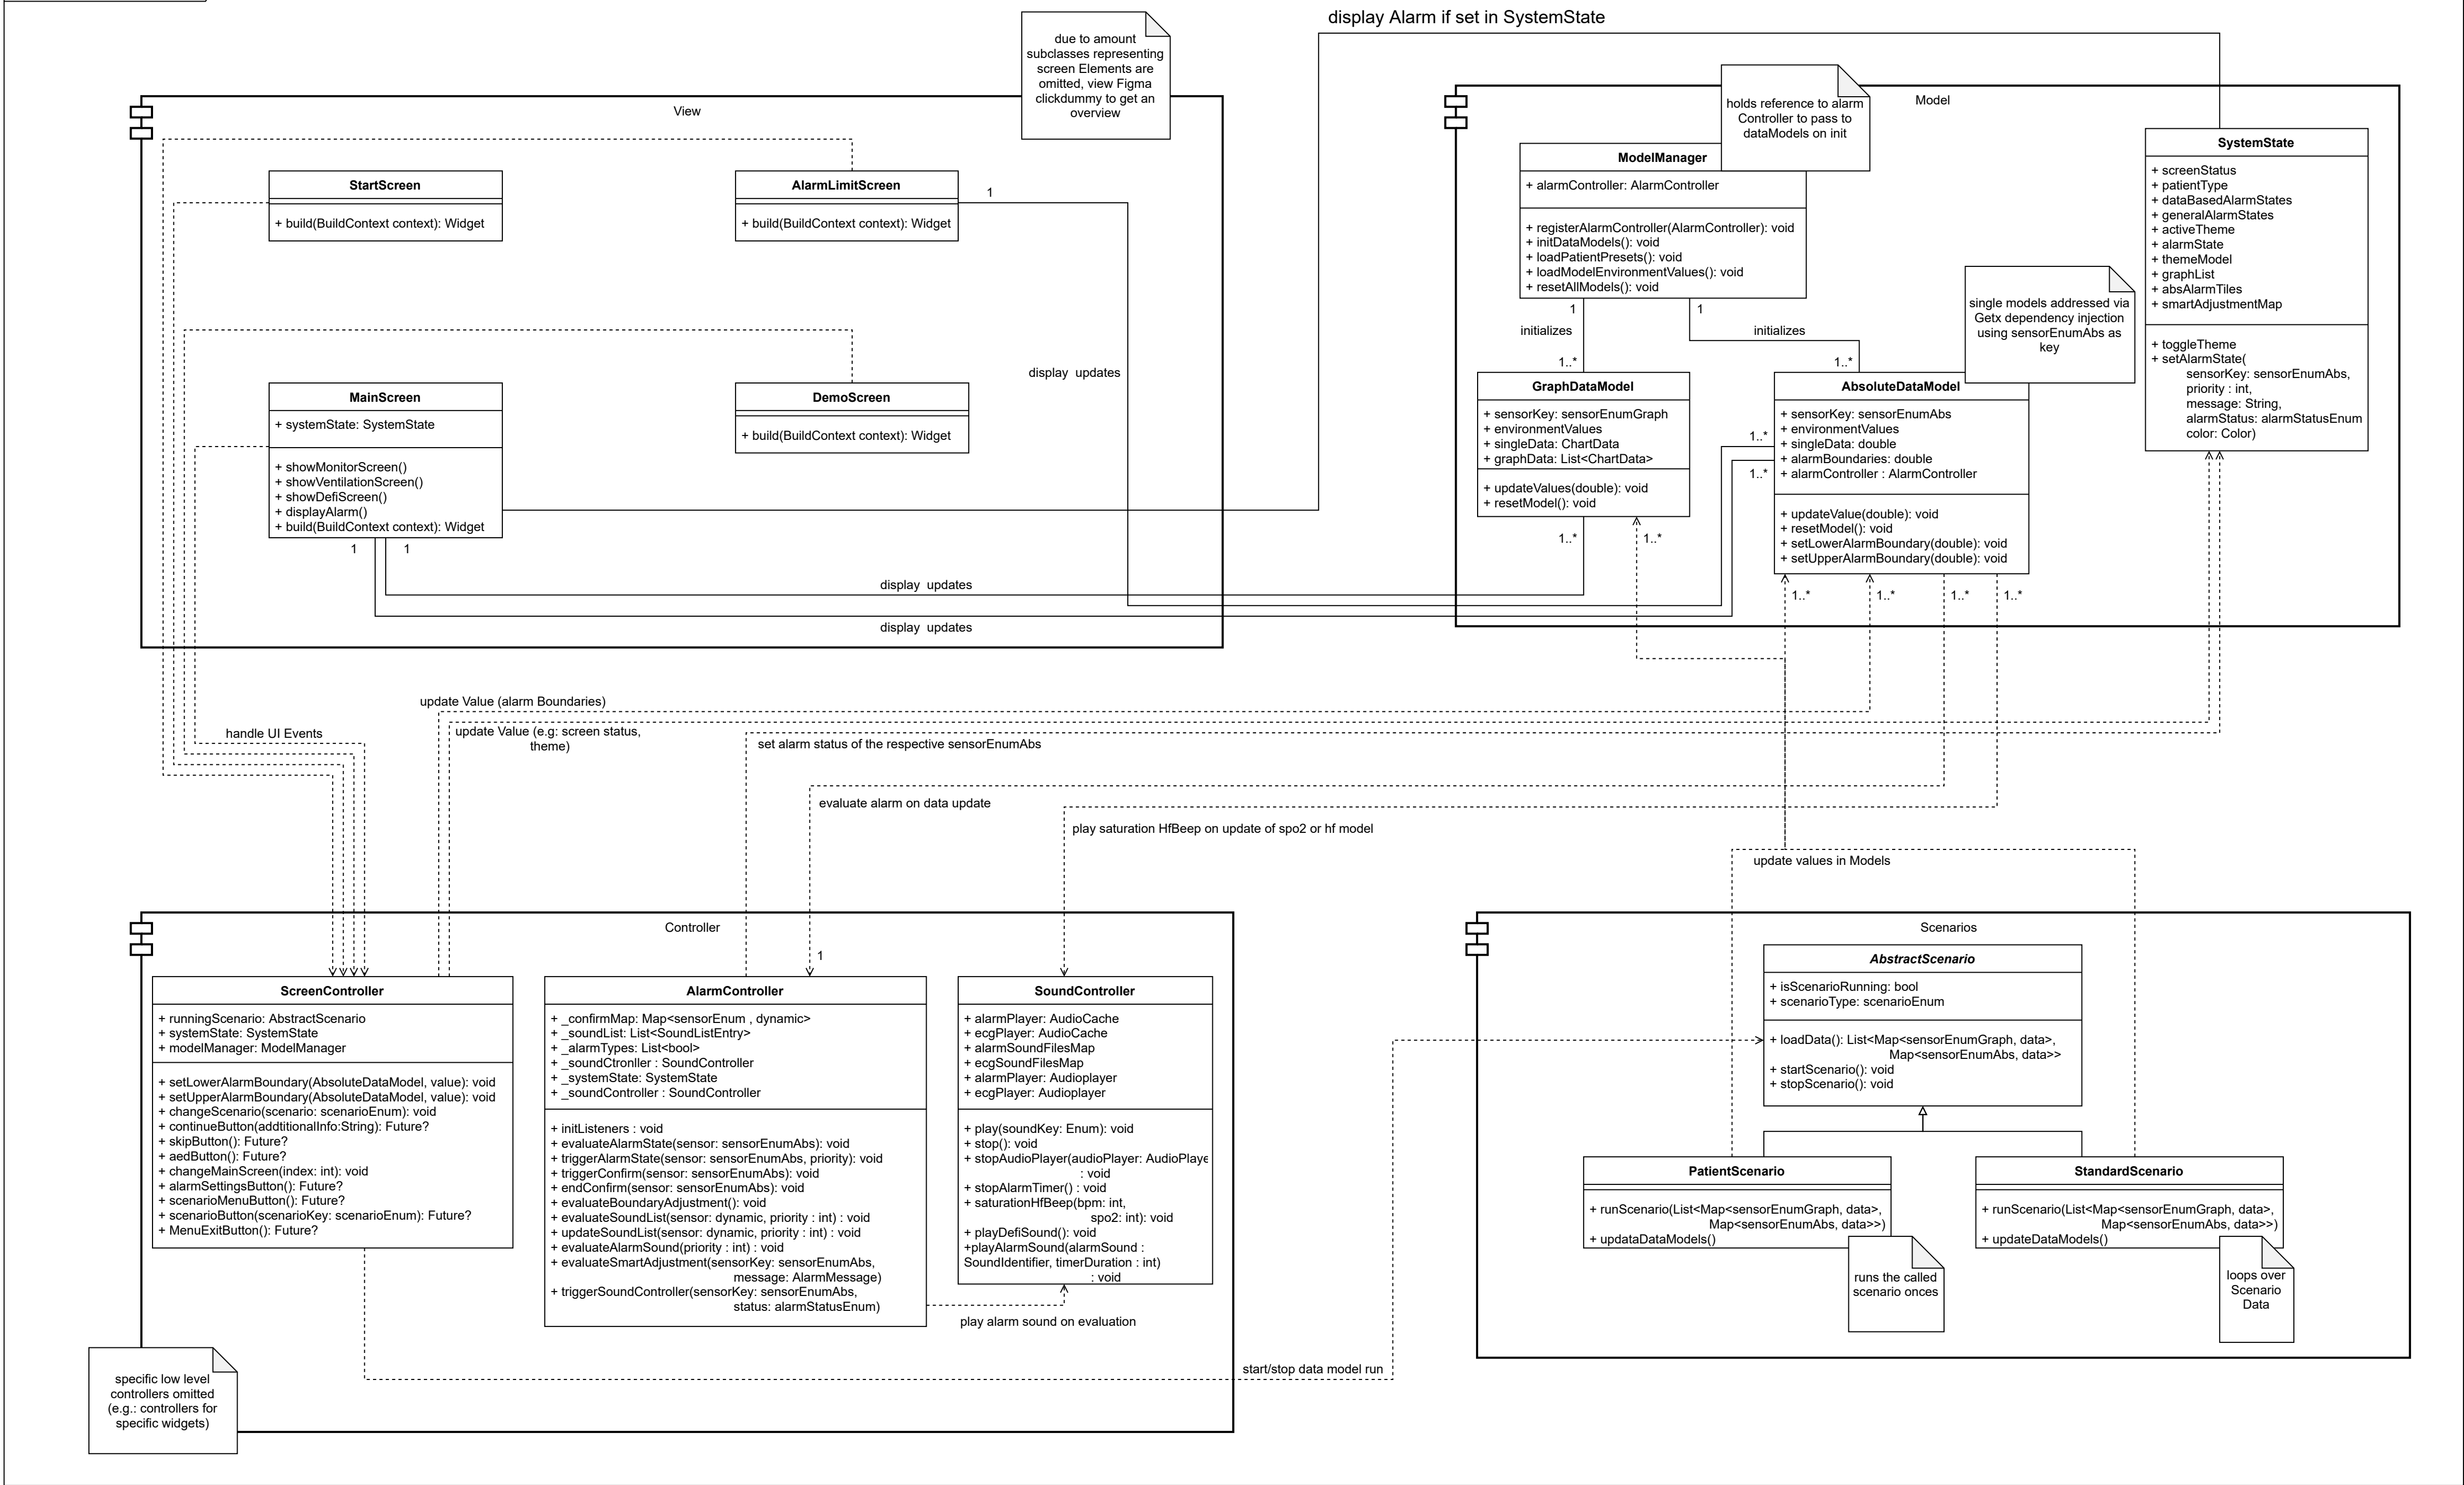 display Alarm if set in SystemState
due to amount
subclasses representing
screen Elements are
omitted, view Figma
clickdummy to get an
overview
View
StartScreen
+ build(BuildContext context): Widget
AlarmLimitScreen
+ build(BuildContext context): Widget
1
display  updates
MainScreen
+ systemState: SystemState
+ showMonitorScreen()
+ showVentilationScreen()
+ showDefiScreen()
+ displayAlarm()
+ build(BuildContext context): Widget
1
1
DemoScreen
+ build(BuildContext context): Widget
display  updates
display  updates
Model
holds reference to alarm
Controller to pass to
dataModels on init
ModelManager
+ alarmController: AlarmController
+ registerAlarmController(AlarmController): void
+ initDataModels(): void
+ loadPatientPresets(): void
+ loadModelEnvironmentValues(): void
+ resetAllModels(): void
1
1
initializes
initializes
1..*
1..*
SystemState
+ screenStatus
+ patientType
+ dataBasedAlarmStates
+ generalAlarmStates
+ activeTheme
+ alarmState
+ themeModel
+ graphList
+ absAlarmTiles
+ smartAdjustmentMap
+ toggleTheme
+ setAlarmState(
sensorKey: sensorEnumAbs,
priority : int,
message: String,
alarmStatus: alarmStatusEnum
color: Color)
single models addressed via
Getx dependency injection
using sensorEnumAbs as
key
GraphDataModel
+ sensorKey: sensorEnumGraph
+ environmentValues
+ singleData: ChartData
+ graphData: List<ChartData>
+ updateValues(double): void
+ resetModel(): void
1..*
1..*
AbsoluteDataModel
+ sensorKey: sensorEnumAbs
+ environmentValues
+ singleData: double
+ alarmBoundaries: double
+ alarmController : AlarmController
+ updateValue(double): void
+ resetModel(): void
+ setLowerAlarmBoundary(double): void
+ setUpperAlarmBoundary(double): void
1..*
1..*
1..*
1..*
1..*
1..*
update Value (alarm Boundaries)
handle UI Events
update Value (e.g: screen status,
theme)
set alarm status of the respective sensorEnumAbs
evaluate alarm on data update
play saturation HfBeep on update of spo2 or hf model
update values in Models
Controller
1
ScreenController
+ runningScenario: AbstractScenario
+ systemState: SystemState
+ modelManager: ModelManager
+ setLowerAlarmBoundary(AbsoluteDataModel, value): void
+ setUpperAlarmBoundary(AbsoluteDataModel, value): void
+ changeScenario(scenario: scenarioEnum): void
+ continueButton(addtitionalInfo:String): Future?
+ skipButton(): Future?
+ aedButton(): Future?
+ changeMainScreen(index: int): void
+ alarmSettingsButton(): Future?
+ scenarioMenuButton(): Future?
+ scenarioButton(scenarioKey: scenarioEnum): Future?
+ MenuExitButton(): Future?
AlarmController
+ _confirmMap: Map<sensorEnum , dynamic>
+ _soundList: List<SoundListEntry>
+ _alarmTypes: List<bool>
+ _soundCtronller : SoundController
+ _systemState: SystemState
+ _soundController : SoundController
+ initListeners : void
+ evaluateAlarmState(sensor: sensorEnumAbs): void
+ triggerAlarmState(sensor: sensorEnumAbs, priority): void
+ triggerConfirm(sensor: sensorEnumAbs): void
+ endConfirm(sensor: sensorEnumAbs): void
+ evaluateBoundaryAdjustment(): void
+ evaluateSoundList(sensor: dynamic, priority : int) : void
+ updateSoundList(sensor: dynamic, priority : int) : void
+ evaluateAlarmSound(priority : int) : void
+ evaluateSmartAdjustment(sensorKey: sensorEnumAbs,
message: AlarmMessage)
+ triggerSoundController(sensorKey: sensorEnumAbs,
status: alarmStatusEnum)
SoundController
+ alarmPlayer: AudioCache
+ ecgPlayer: AudioCache
+ alarmSoundFilesMap
+ ecgSoundFilesMap
+ alarmPlayer: Audioplayer
+ ecgPlayer: Audioplayer
+ play(soundKey: Enum): void
+ stop(): void
+ stopAudioPlayer(audioPlayer: AudioPlaye
: void
+ stopAlarmTimer() : void
+ saturationHfBeep(bpm: int,
spo2: int): void
+ playDefiSound(): void
+playAlarmSound(alarmSound :
SoundIdentifier, timerDuration : int)
: void
play alarm sound on evaluation
start/stop data model run
specific low level
controllers omitted
(e.g.: controllers for
specific widgets)
Scenarios
AbstractScenario
+ isScenarioRunning: bool
+ scenarioType: scenarioEnum
+ loadData(): List<Map<sensorEnumGraph, data>,
Map<sensorEnumAbs, data>>
+ startScenario(): void
+ stopScenario(): void
PatientScenario
+ runScenario(List<Map<sensorEnumGraph, data>,
Map<sensorEnumAbs, data>>)
+ updataDataModels()
runs the called
scenario onces
StandardScenario
+ runScenario(List<Map<sensorEnumGraph, data>,
Map<sensorEnumAbs, data>>)
+ updateDataModels()
loops over
Scenario
Data